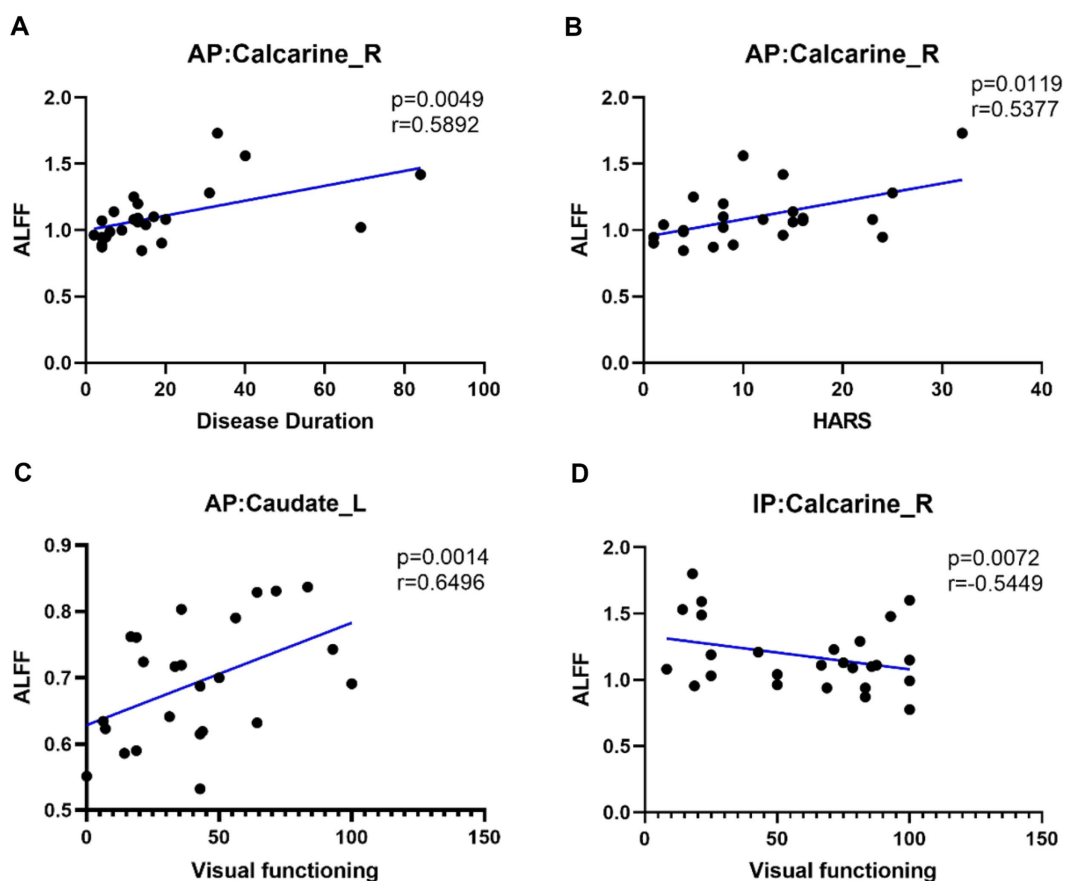 A
AP:Calcarine_R
p=0.0049
r=0.5892
2.0
1.5
1.0
0.5
0.0
ALFF
0 20 40 60 80 100
Disease Duration
B
AP:Calcarine_R
p=0.0119
r=0.5377
2.0
1.5
1.0
0.5
0.0
ALFF
0 10 20 30 40
HARS
C
AP:Caudate_L
p=0.0014
r=0.6496
0.9
0.8
0.7
0.6
0.5
ALFF
0 50 100 150
Visual functioning
D
IP:Calcarine_R
p=0.0072
r=-0.5449
2.0
1.5
1.0
0.5
0.0
ALFF
0 50 100 150
Visual functioning